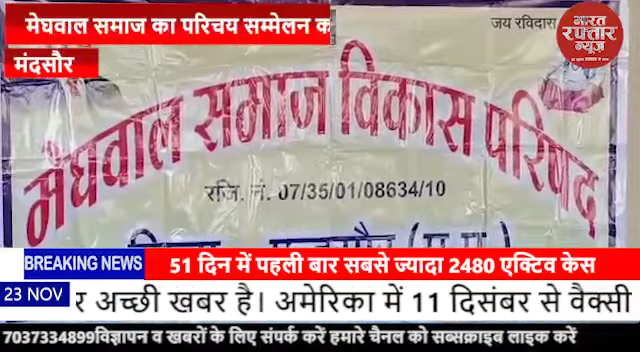 मेघवाल समाज का परिचय सम्मेलन क
जय रविदास
भारत
रफ्तार
न्यूज़
मंदसौर
मेघवाल समाज विकास परिषद
रजि. नं. 07/35/01/08634/10
BREAKING NEWS
51 दिन में पहली बार सबसे ज्यादा 2480 एक्टिव केस
23 NOV
र अच्छी खबर है। अमेरिका में 11 दिसंबर से वैक्सी
7037334899विज्ञापन व खबरों के लिए संपर्क करें हमारे चैनल को सब्सक्राइब लाइक करें